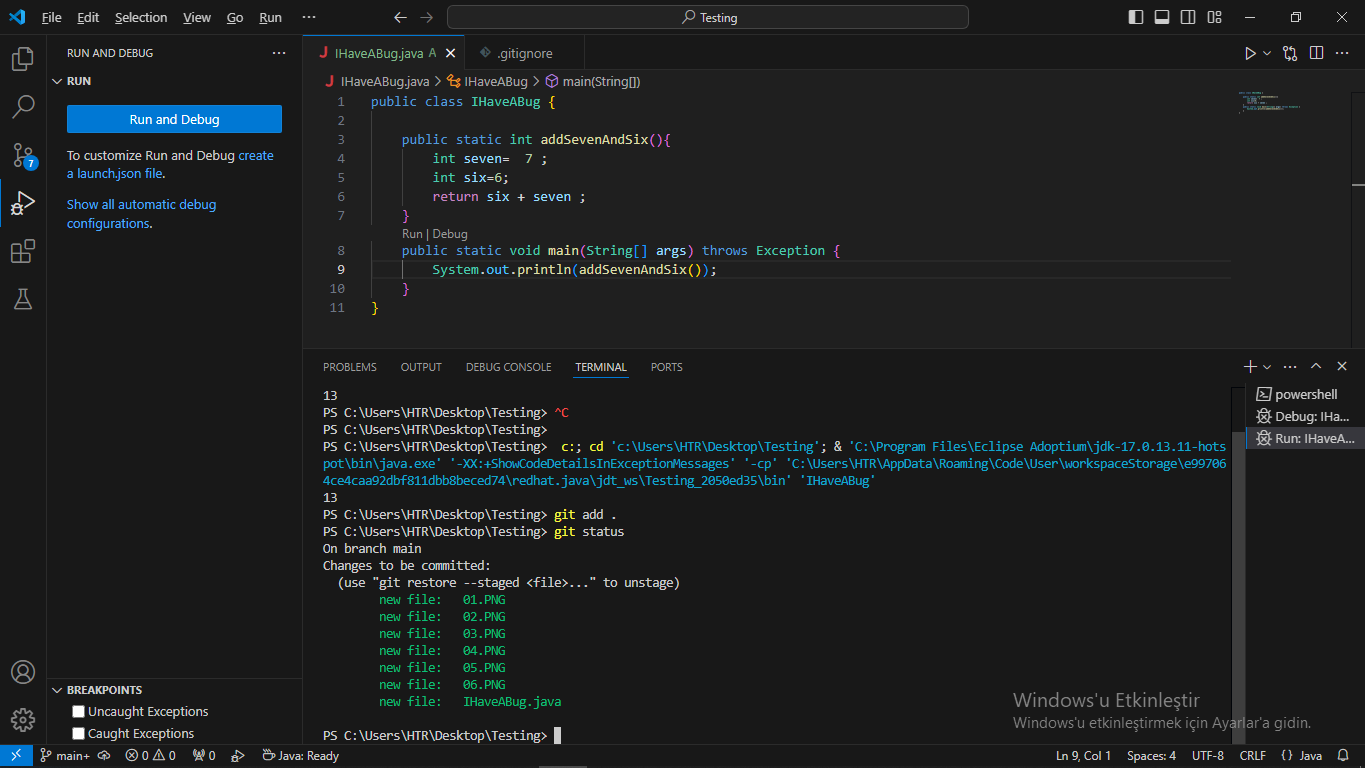 File Edit Selection View Go Run ··· Testing
RUN AND DEBUG ···
RUN
Run and Debug
To customize Run and Debug create
a launch.json file.
Show all automatic debug
configurations.
7
BREAKPOINTS
Uncaught Exceptions
Caught Exceptions
IHaveABug.java A .gitignore
IHaveABug.java > IHaveABug > main(String[])
1 public class IHaveABug {
2
3 public static int addSevenAndSix(){
4 int seven=  7 ;
5 int six=6;
6 return six + seven ;
7 }
Run | Debug
8 public static void main(String[] args) throws Exception {
9 System.out.println(addSevenAndSix());
10 }
11 }
PROBLEMS OUTPUT DEBUG CONSOLE TERMINAL PORTS
13
PS C:\Users\HTR\Desktop\Testing> ^C
PS C:\Users\HTR\Desktop\Testing>
PS C:\Users\HTR\Desktop\Testing>  c:; cd 'c:\Users\HTR\Desktop\Testing'; & 'C:\Program Files\Eclipse Adoptium\jdk-17.0.13.11-hots
pot\bin\java.exe' '-XX:+ShowCodeDetailsInExceptionMessages' '-cp' 'C:\Users\HTR\AppData\Roaming\Code\User\workspaceStorage\e99706
4ce4caa92dbf811dbb8beced74\redhat.java\jdt_ws\Testing_2050ed35\bin' 'IHaveABug'
13
PS C:\Users\HTR\Desktop\Testing> git add .
PS C:\Users\HTR\Desktop\Testing> git status
On branch main
Changes to be committed:
(use "git restore --staged <file>..." to unstage)
new file:   01.PNG
new file:   02.PNG
new file:   03.PNG
new file:   04.PNG
new file:   05.PNG
new file:   06.PNG
new file:   IHaveABug.java
PS C:\Users\HTR\Desktop\Testing>
powershell
Debug: IHa...
Run: IHaveA...
Windows'u Etkinleştir
Windows'u etkinleştirmek için Ayarlar'a gidin.
main+ 0 0 0 Java: Ready Ln 9, Col 1 Spaces: 4 UTF-8 CRLF {} Java